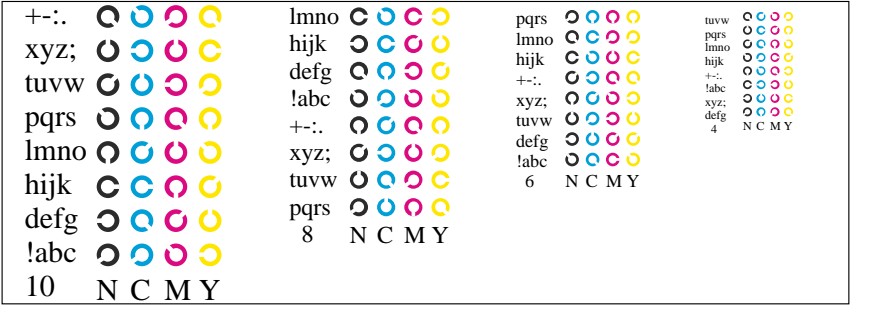 +-:.
xyz;
tuvw
pqrs
lmno
hijk
defg
!abc
10 N C M Y
lmno
hijk
defg
!abc
+-:.
xyz;
tuvw
pqrs
8 N C M Y
pqrs
lmno
hijk
+-:.
xyz;
tuvw
defg
!abc
6 N C M Y
tuvw
pqrs
lmno
hijk
+-:.
!abc
xyz;
defg
4 N C M Y